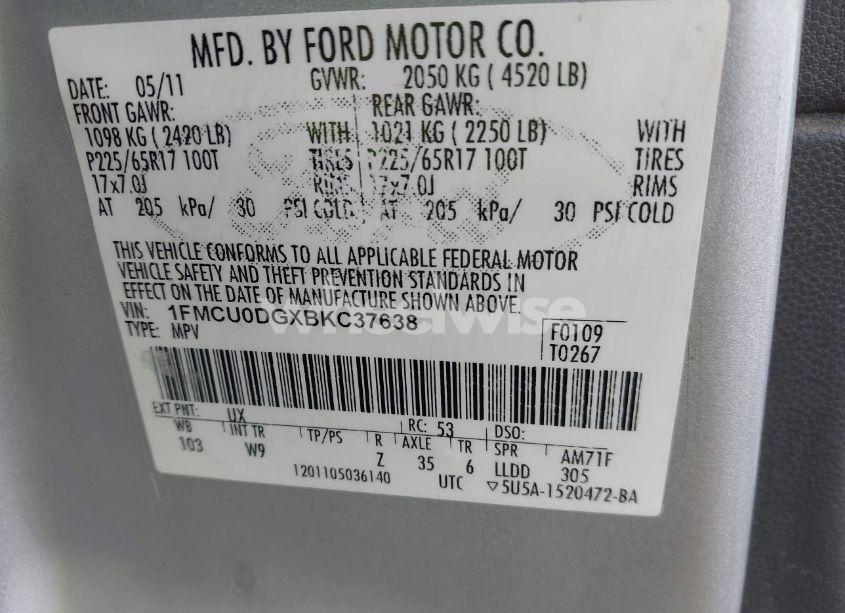 MFD. BY FORD MOTOR CO.
DATE: 05/11 GVWR: 2050 KG ( 4520 LB)
FRONT GAWR: REAR GAWR:
1098 KG ( 2420 LB) WITH 1021 KG ( 2250 LB) WITH
P225/65R17 100T TIRES P225/65R17 100T TIRES
17x7.0J RIMS 17x7.0J RIMS
AT 205 kPa/ 30 PSI COLD AT 205 kPa/ 30 PSI COLD
THIS VEHICLE CONFORMS TO ALL APPLICABLE FEDERAL MOTOR
VEHICLE SAFETY AND THEFT PREVENTION STANDARDS IN
EFFECT ON THE DATE OF MANUFACTURE SHOWN ABOVE.
VIN: 1FMCU0DGXBKC37638
TYPE: MPV
F0109
T0267
wheelwise
EXT PNT: UX RC: 53 DSO:
WB INT TR TP/PS R AXLE TR SPR AM71F
103 W9 Z 35 6 LLDD 305
1201105036140 UTC ▽5U5A-1520472-BA